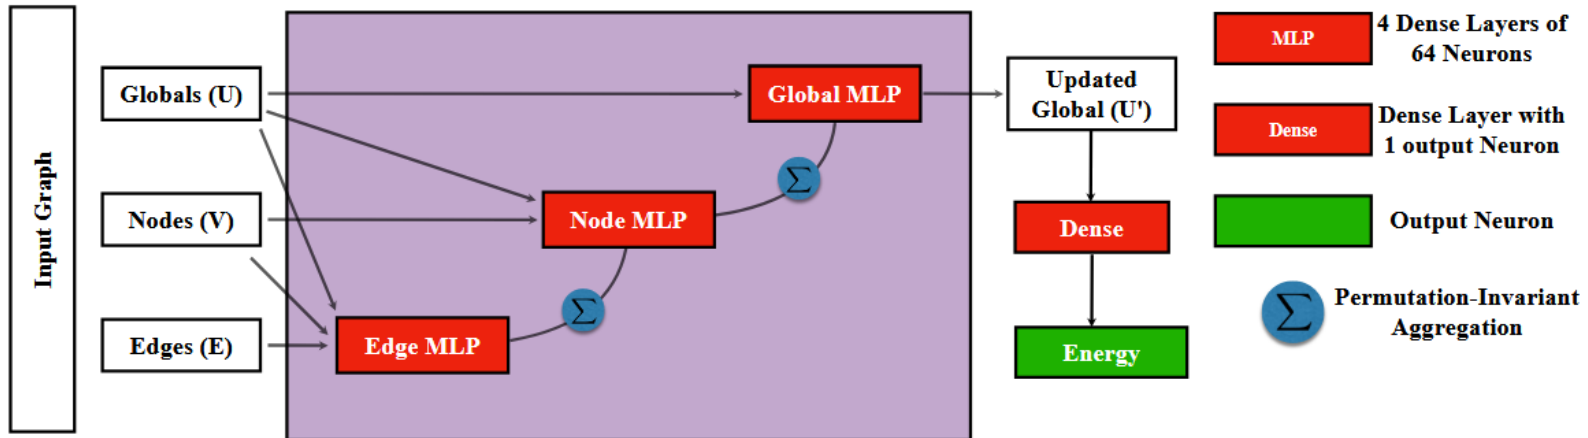 Input Graph
Globals (U)
Nodes (V)
Edges (E)
Global MLP
Σ
Node MLP
Σ
Edge MLP
Updated
Global (U')
Dense
Energy
MLP
4 Dense Layers of
64 Neurons
Dense
Dense Layer with
1 output Neuron
Output Neuron
Σ
Permutation-Invariant
Aggregation